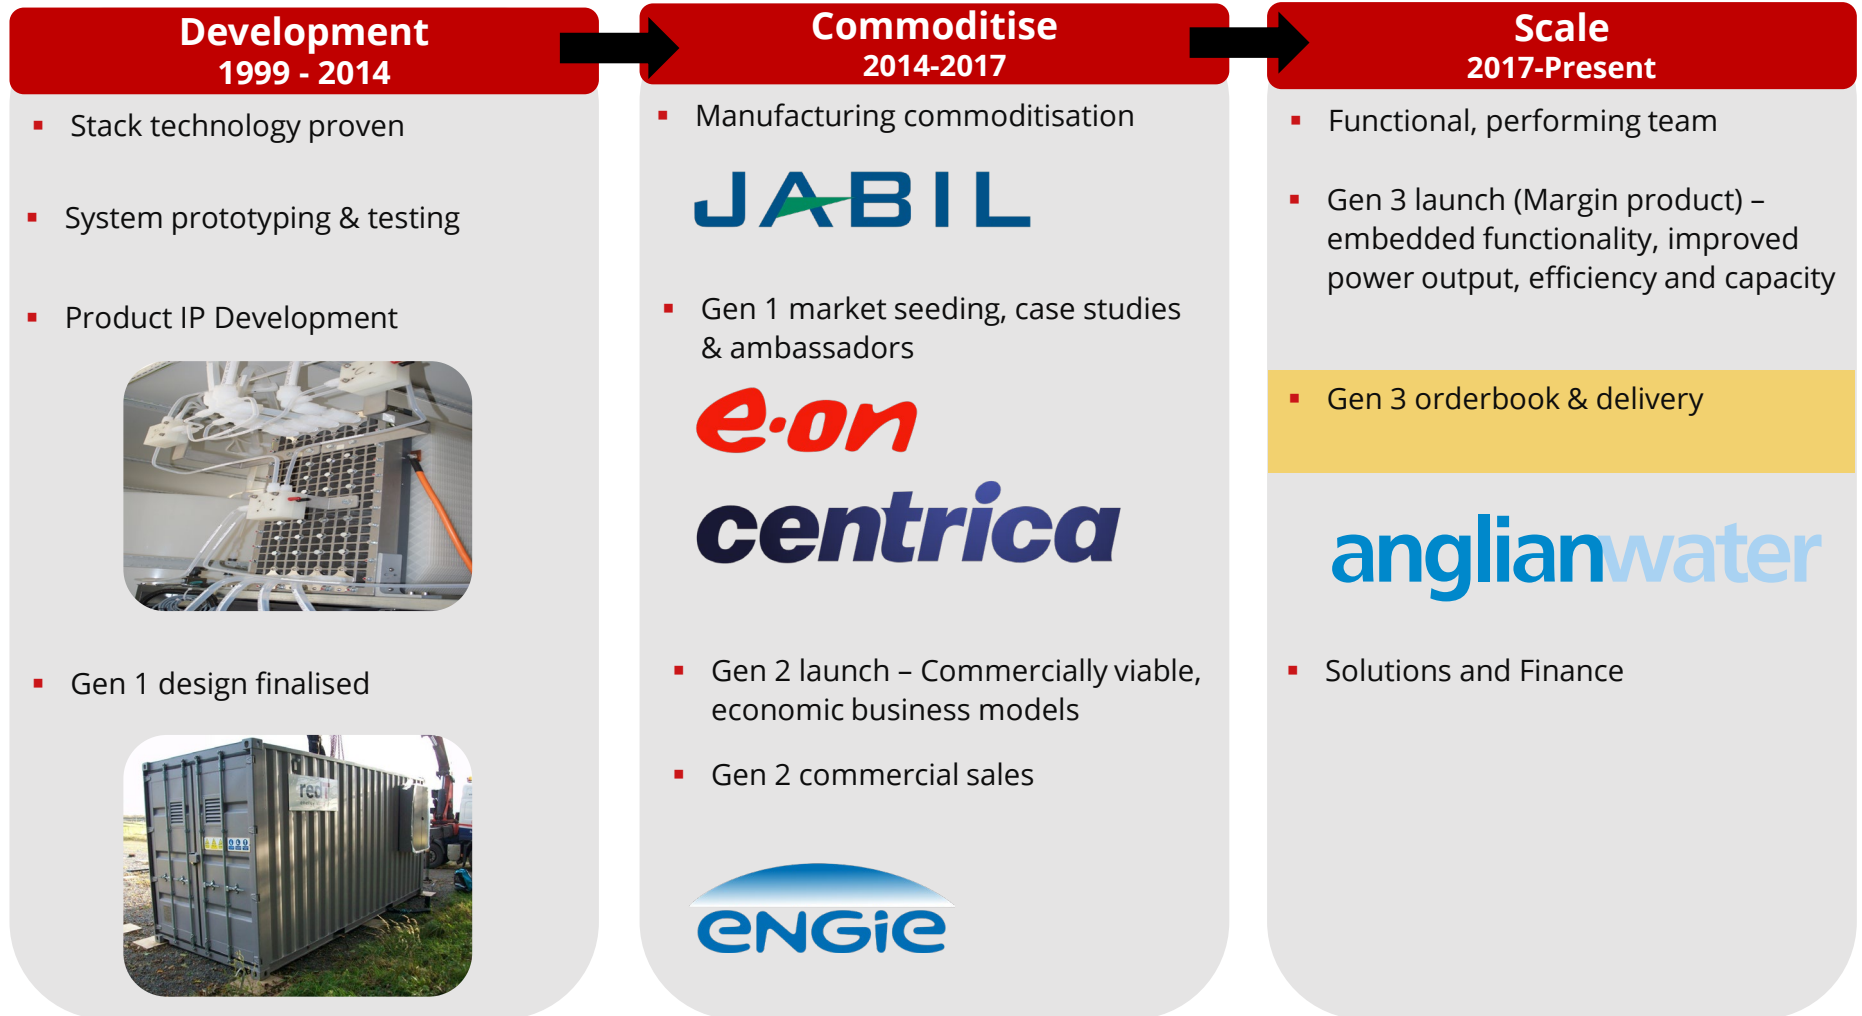 Development
1999 - 2014
Stack technology proven
System prototyping & testing
Product IP Development
Gen 1 design finalised
red
Commoditise
2014-2017
Manufacturing commoditisation
JABIL
Gen 1 market seeding, case studies
& ambassadors
e·on
centrica
Gen 2 launch – Commercially viable,
economic business models
Gen 2 commercial sales
ENGIE
Scale
2017-Present
Functional, performing team
Gen 3 launch (Margin product) –
embedded functionality, improved
power output, efficiency and capacity
Gen 3 orderbook & delivery
anglianwater
Solutions and Finance